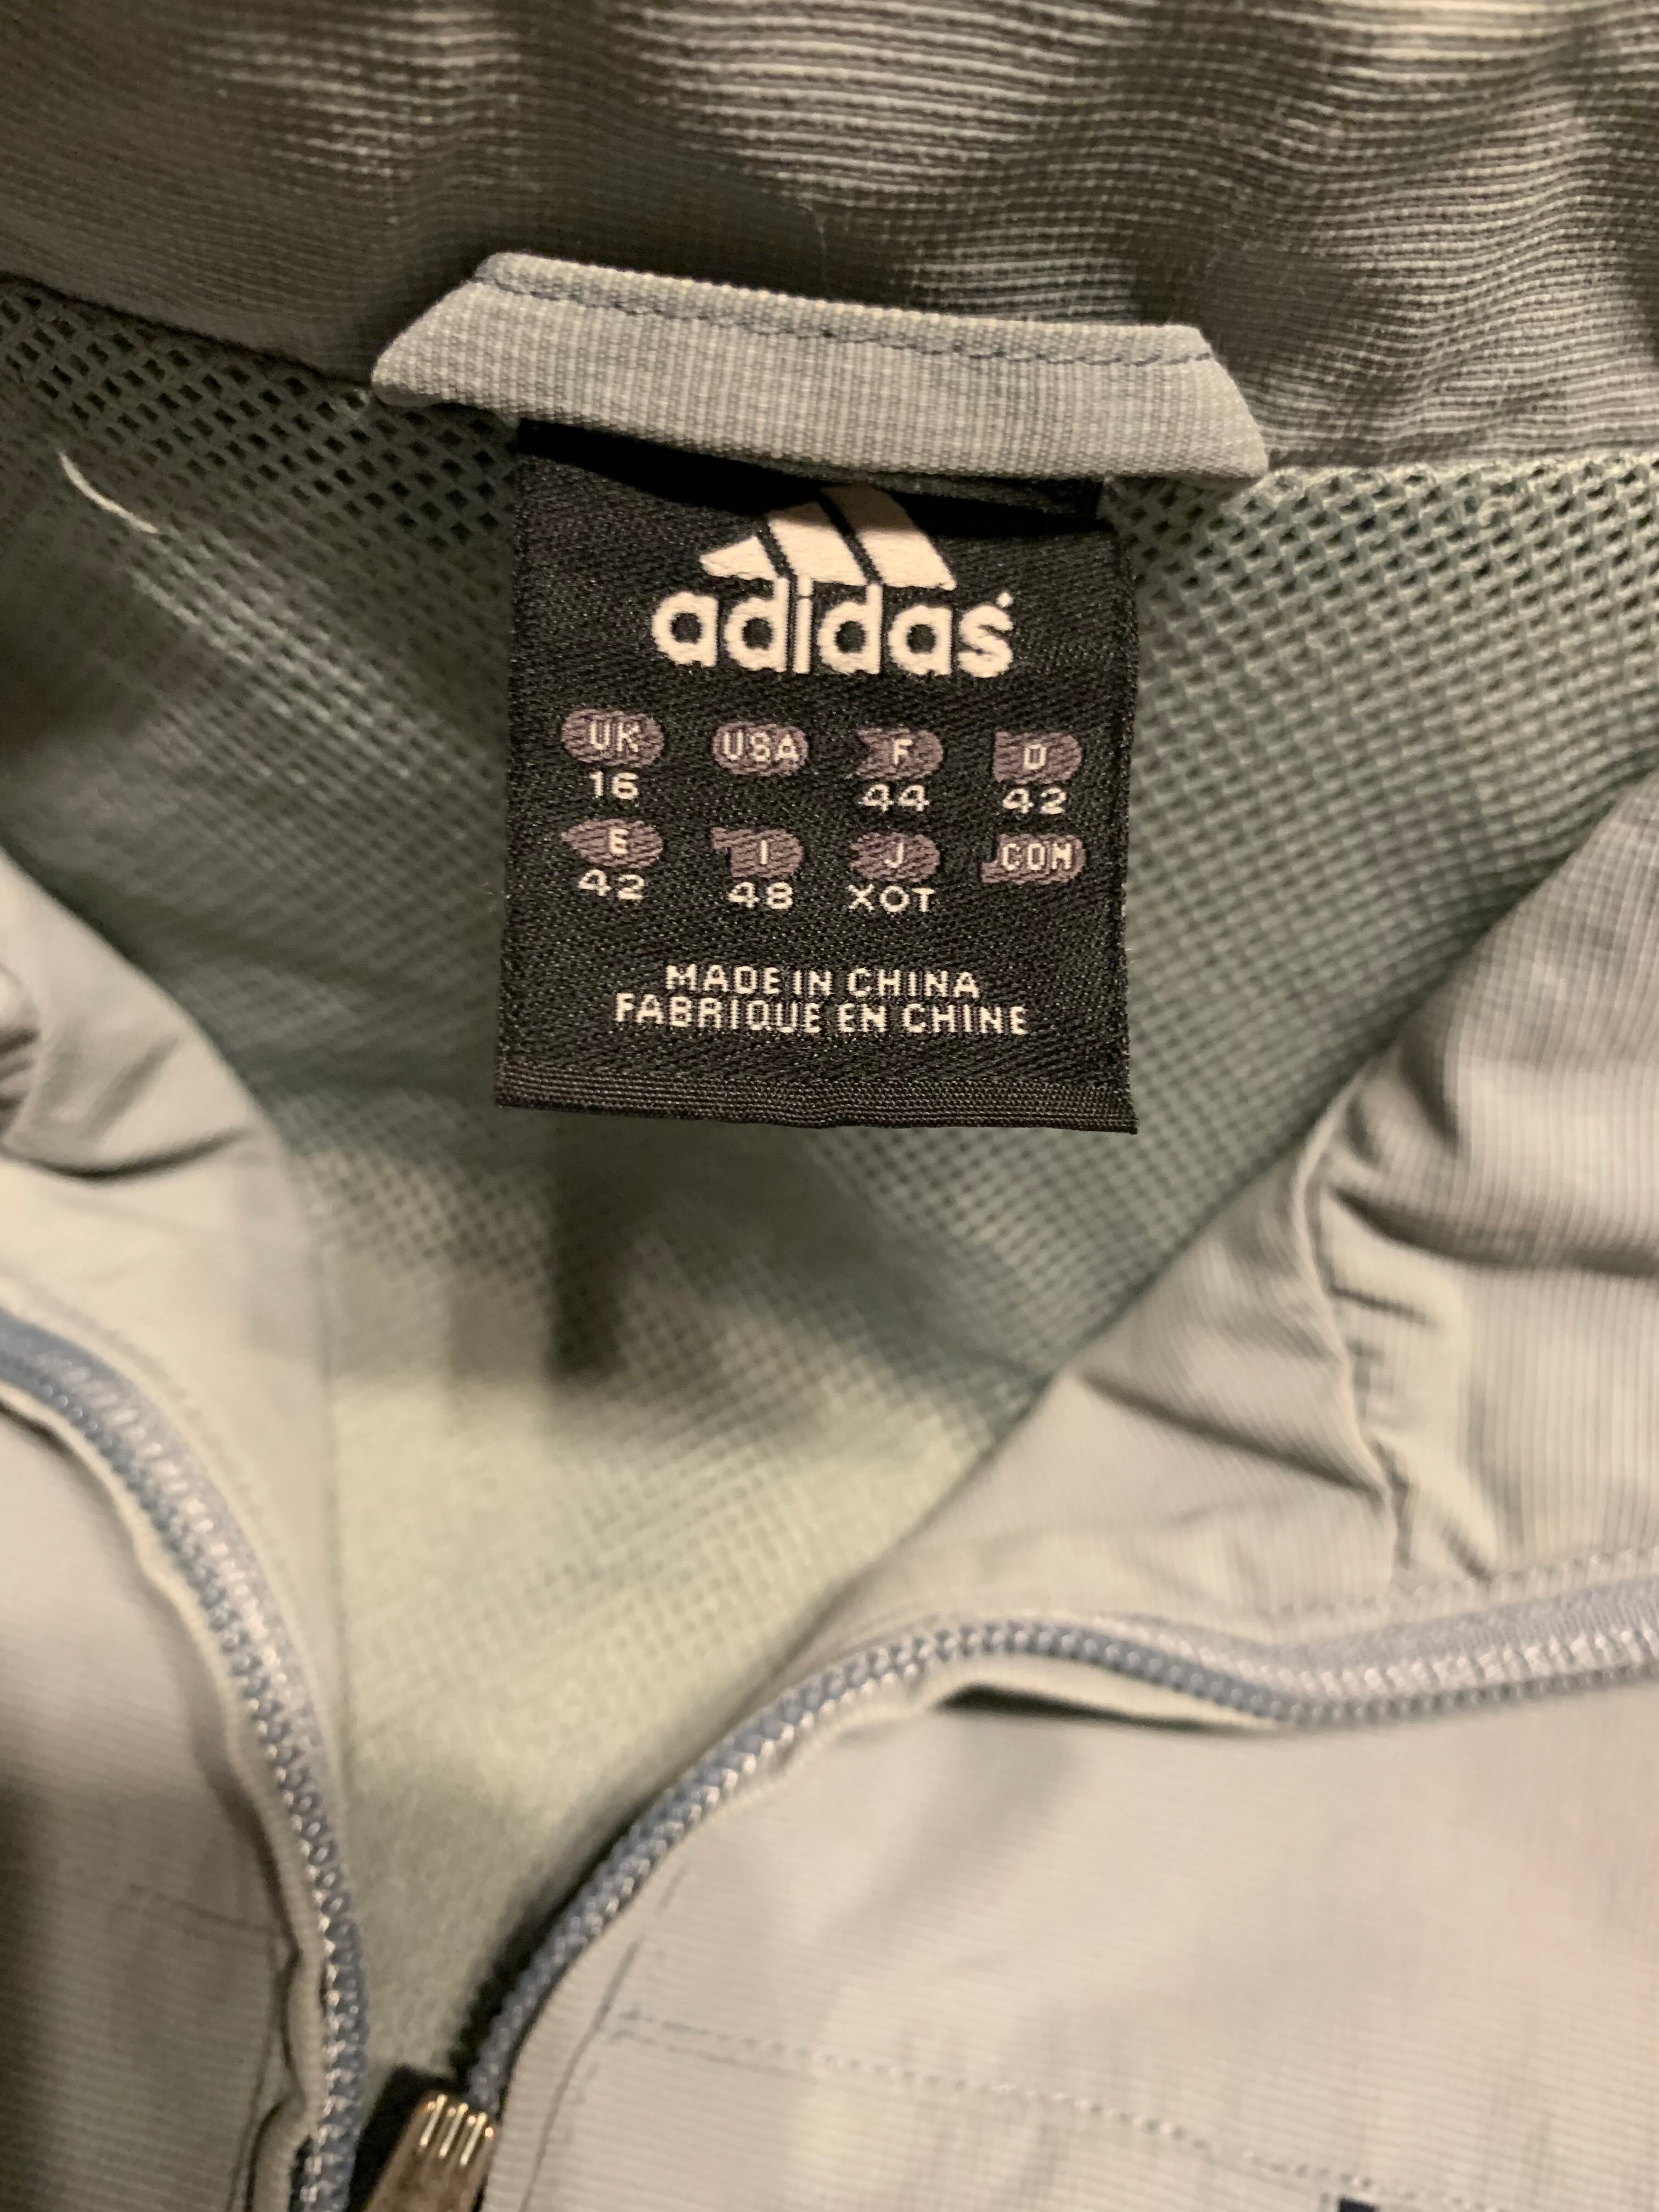 adidas
UK USA F D
16 44 42
E I J .COM
42 48 XOT
MADE IN CHINA
FABRIQUE EN CHINE